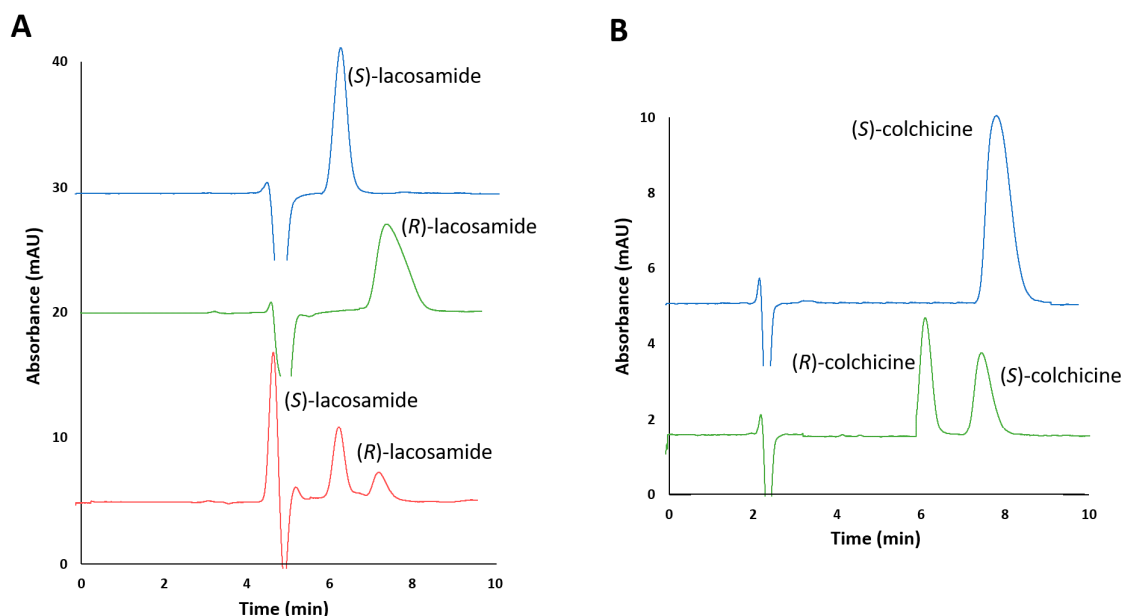 A
Absorbance (mAU)
40
30
20
10
0
(S)-lacosamide
(R)-lacosamide
(S)-lacosamide
(R)-lacosamide
0 2 4 6 8 10
Time (min)
B
Absorbance (mAU)
10
8
6
4
2
0
(S)-colchicine
(R)-colchicine
(S)-colchicine
0 2 4 6 8 10
Time (min)